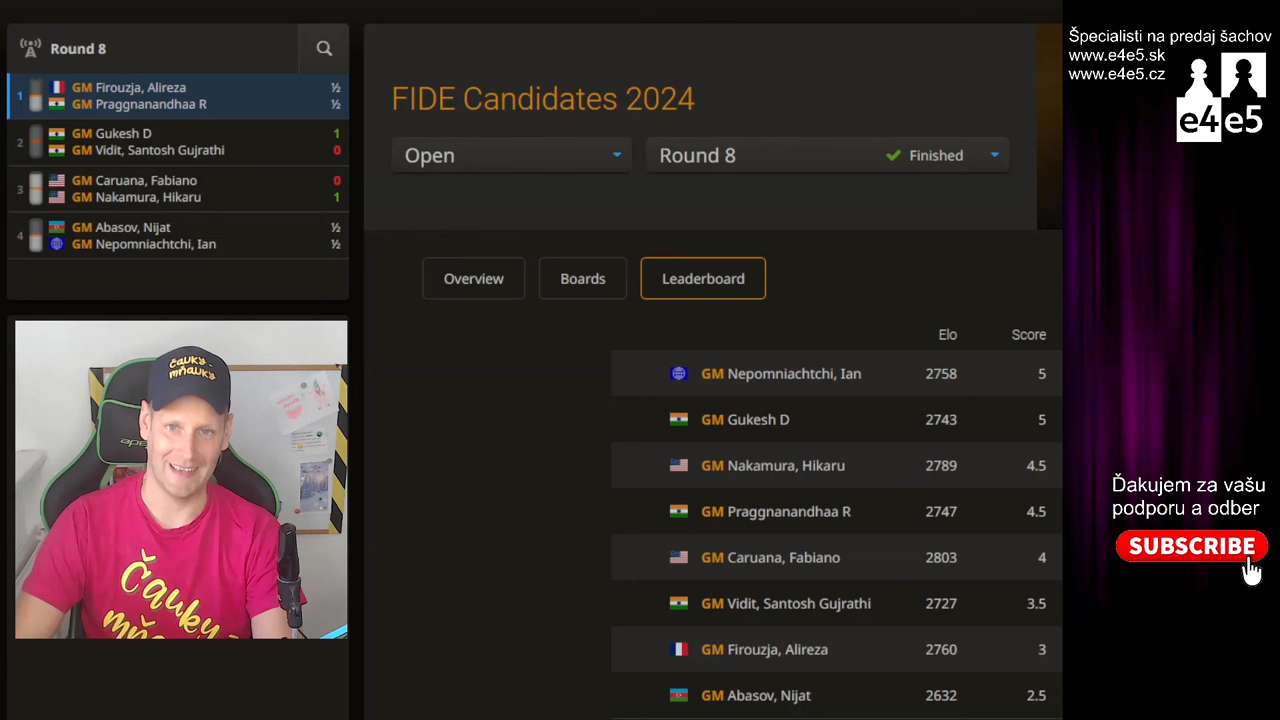 Round 8
1
GM Firouzja, Alireza ½
GM Praggnanandhaa R ½
2
GM Gukesh D 1
GM Vidit, Santosh Gujrathi 0
3
GM Caruana, Fabiano 0
GM Nakamura, Hikaru 1
4
GM Abasov, Nijat ½
GM Nepomniachtchi, Ian ½
čauky-
mňauky
Čauky-
mňauky
FIDE Candidates 2024
Open
Round 8 Finished
Overview Boards Leaderboard
Elo Score
GM Nepomniachtchi, Ian 2758 5
GM Gukesh D 2743 5
GM Nakamura, Hikaru 2789 4.5
GM Praggnanandhaa R 2747 4.5
GM Caruana, Fabiano 2803 4
GM Vidit, Santosh Gujrathi 2727 3.5
GM Firouzja, Alireza 2760 3
GM Abasov, Nijat 2632 2.5
Špecialisti na predaj šachov
www.e4e5.sk
www.e4e5.cz
e4e5
Ďakujem za vašu
podporu a odber
SUBSCRIBE